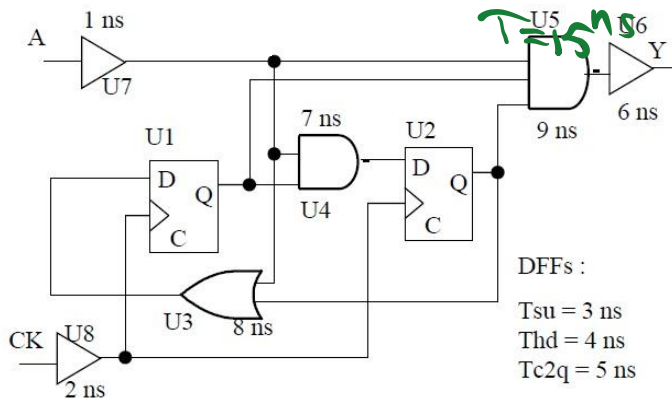 T=15ns
U5
U6
A
1 ns
U7
Y
7 ns
9 ns
6 ns
U1
U2
D
Q
C
U4
D
Q
C
U3
8 ns
CK
U8
2 ns
DFFs :
Tsu = 3 ns
Thd = 4 ns
Tc2q = 5 ns